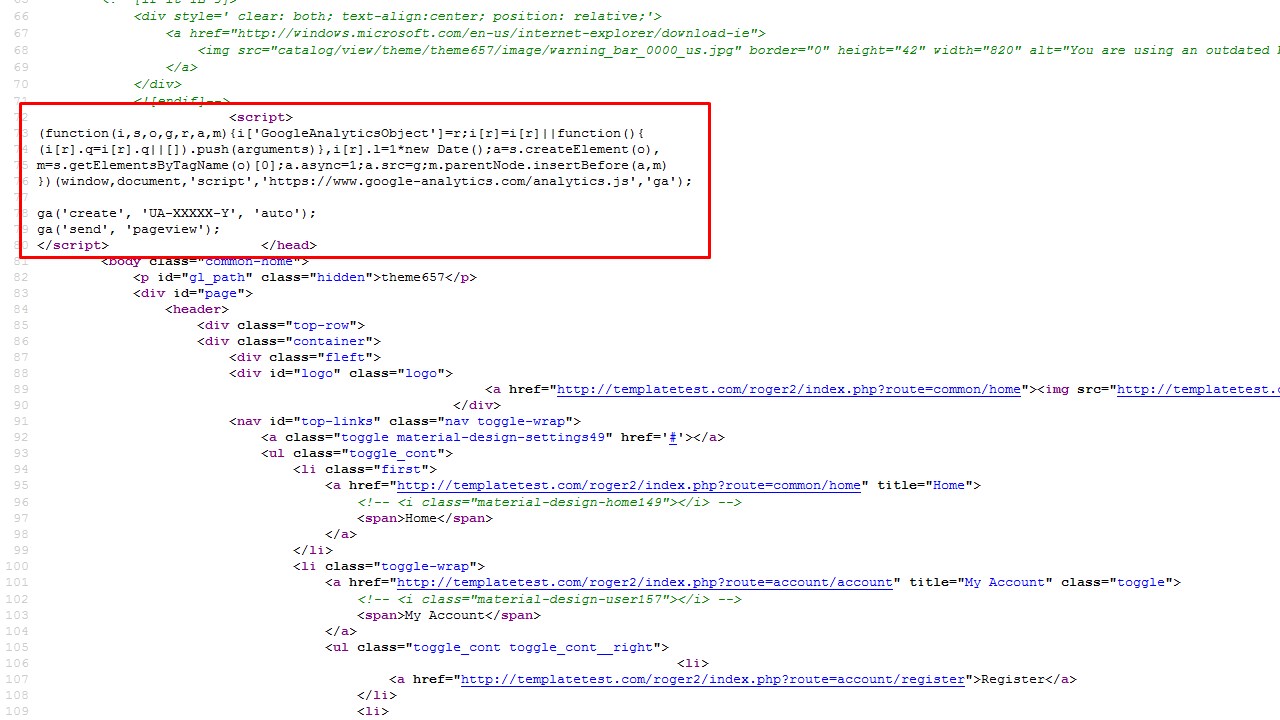 65 <!--[if lt IE 9]>
66 <div style=' clear: both; text-align:center; position: relative;'>
67 <a href="http://windows.microsoft.com/en-us/internet-explorer/download-ie">
68 <img src="catalog/view/theme/theme657/image/warning_bar_0000_us.jpg" border="0" height="42" width="820" alt="You are using an outdated
69 </a>
70 </div>
71 <![endif]-->
72 <script>
73 (function(i,s,o,g,r,a,m){i['GoogleAnalyticsObject']=r;i[r]=i[r]||function(){
74 (i[r].q=i[r].q||[]).push(arguments)},i[r].l=1*new Date();a=s.createElement(o),
75 m=s.getElementsByTagName(o)[0];a.async=1;a.src=g;m.parentNode.insertBefore(a,m)
76 })(window,document,'script','https://www.google-analytics.com/analytics.js','ga');
77
78 ga('create', 'UA-XXXXX-Y', 'auto');
79 ga('send', 'pageview');
80 </script> </head>
81 <body class="common-home">
82 <p id="gl_path" class="hidden">theme657</p>
83 <div id="page">
84 <header>
85 <div class="top-row">
86 <div class="container">
87 <div class="fleft">
88 <div id="logo" class="logo">
89 <a href="http://templatetest.com/roger2/index.php?route=common/home"><img src="http://templatetest.
90 </div>
91 <nav id="top-links" class="nav toggle-wrap">
92 <a class="toggle material-design-settings49" href='#'></a>
93 <ul class="toggle_cont">
94 <li class="first">
95 <a href="http://templatetest.com/roger2/index.php?route=common/home" title="Home">
96 <!-- <i class="material-design-home149"></i> -->
97 <span>Home</span>
98 </a>
99 </li>
100 <li class="toggle-wrap">
101 <a href="http://templatetest.com/roger2/index.php?route=account/account" title="My Account" class="toggle">
102 <!-- <i class="material-design-user157"></i> -->
103 <span>My Account</span>
104 </a>
105 <ul class="toggle_cont toggle_cont__right">
106 <li>
107 <a href="http://templatetest.com/roger2/index.php?route=account/register">Register</a>
108 </li>
109 <li>